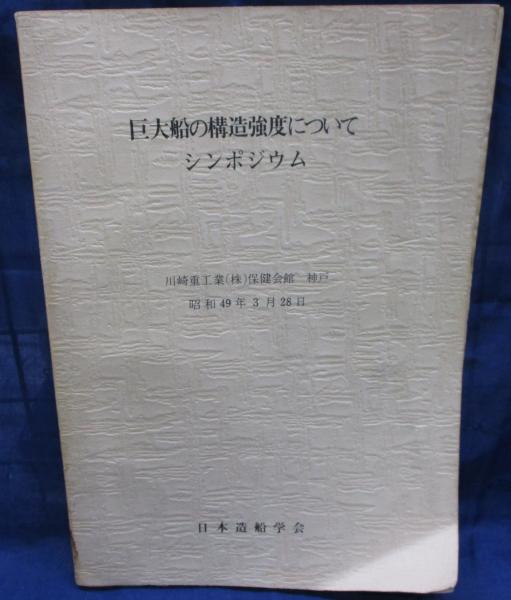 巨大船の構造強度について
シンポジウム
川崎重工業(株)保健会館 神戸
昭和49年3月28日
日本造船学会